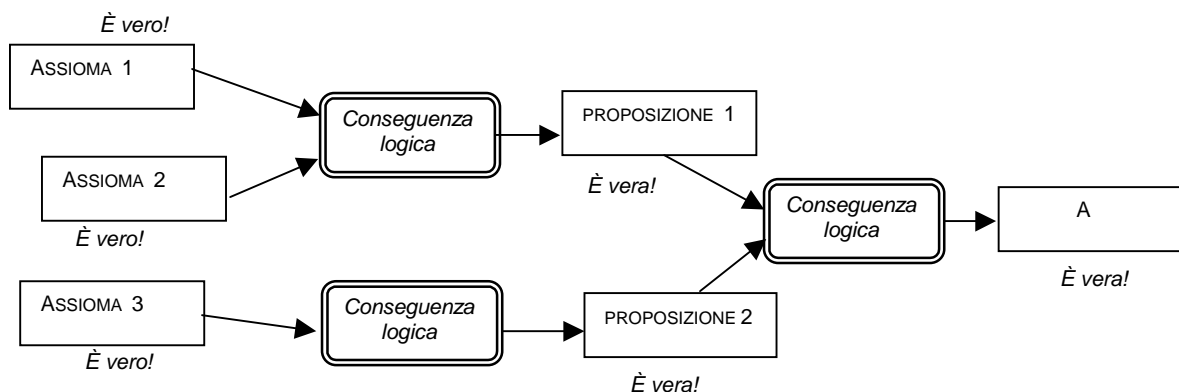 È vero!
ASSIOMA 1
Conseguenza
logica
PROPOSIZIONE 1
ASSIOMA 2
È vera!
Conseguenza
logica
A
È vero!
È vera!
ASSIOMA 3
Conseguenza
logica
PROPOSIZIONE 2
È vero!
È vera!